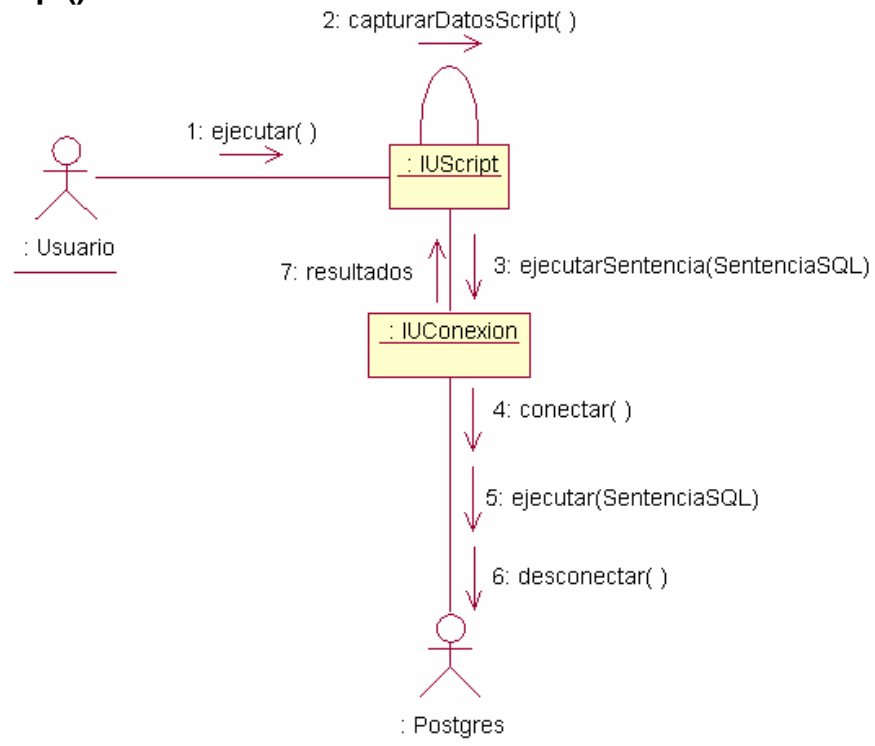 2: capturarDatosScript( )
1: ejecutar( )
: IUScript
: Usuario
7: resultados
3: ejecutarSentencia(SentenciaSQL)
: IUConexion
4: conectar( )
5: ejecutar(SentenciaSQL)
6: desconectar( )
: Postgres